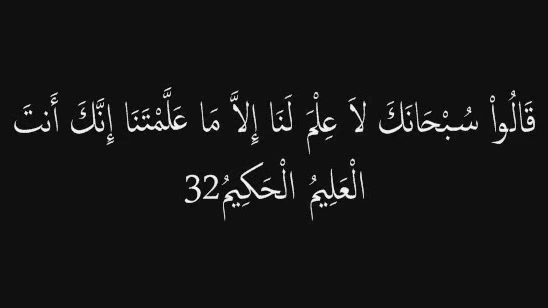 قَالُواْ سُبْحَانَكَ لاَ عِلْمَ لَنَا إِلاَّ مَا عَلَّمْتَنَا إِنَّكَ أَنتَ
الْعَلِيمُ الْحَكِيمُ32